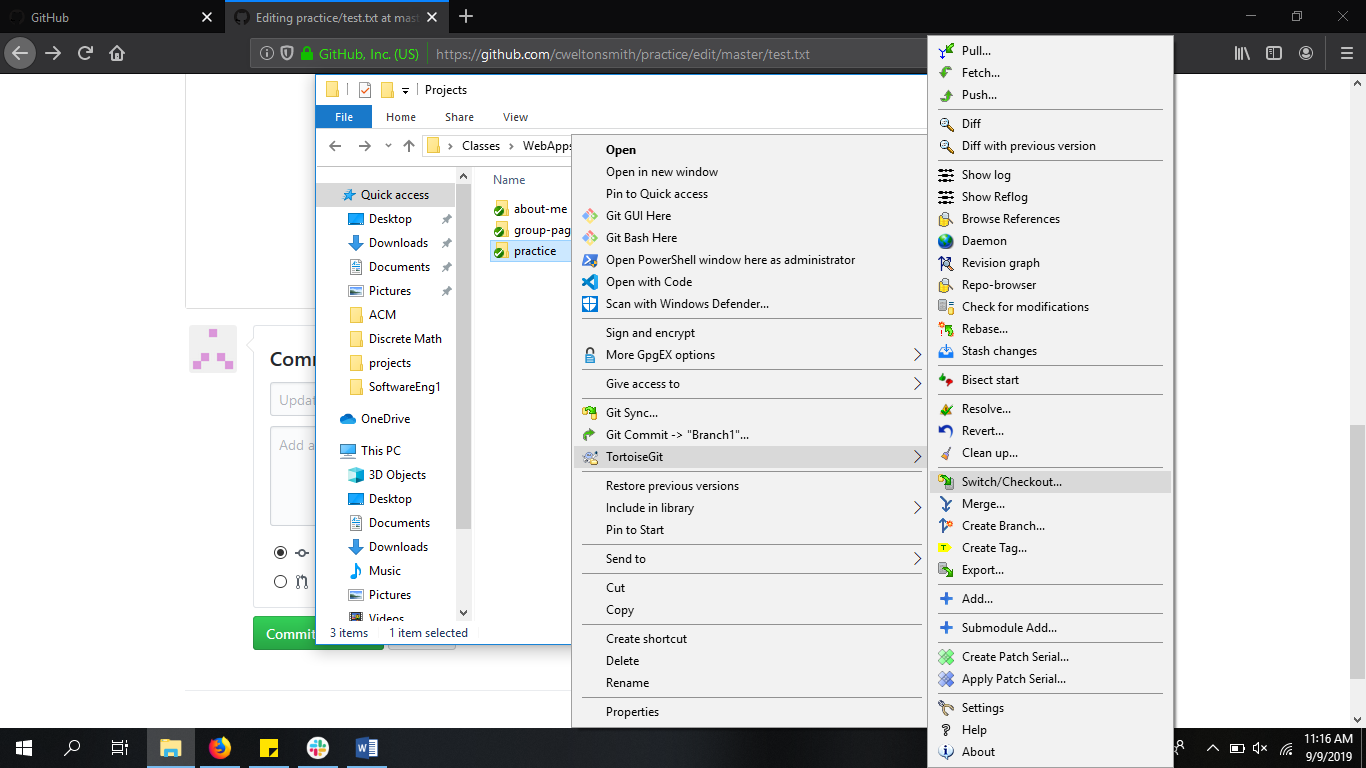 GitHub
Editing practice/test.txt at mast
GitHub, Inc. (US)
https://github.com/cweltonsmith/practice/edit/master/test.txt
Projects
File
Home
Share
View
Classes
WebApps
Quick access
Desktop
Downloads
Documents
Pictures
ACM
Discrete Math
projects
SoftwareEng1
OneDrive
This PC
3D Objects
Desktop
Documents
Downloads
Music
Pictures
Videos
Name
about-me
group-pag
practice
3 items
1 item selected
Comm
Updat
Add a
Commit
Open
Open in new window
Pin to Quick access
Git GUI Here
Git Bash Here
Open PowerShell window here as administrator
Open with Code
Scan with Windows Defender...
Sign and encrypt
More GpgEX options
Give access to
Git Sync...
Git Commit -> "Branch1"...
TortoiseGit
Restore previous versions
Include in library
Pin to Start
Send to
Cut
Copy
Create shortcut
Delete
Rename
Properties
Pull...
Fetch...
Push...
Diff
Diff with previous version
Show log
Show Reflog
Browse References
Daemon
Revision graph
Repo-browser
Check for modifications
Rebase...
Stash changes
Bisect start
Resolve...
Revert...
Clean up...
Switch/Checkout...
Merge...
Create Branch...
Create Tag...
Export...
Add...
Submodule Add...
Create Patch Serial...
Apply Patch Serial...
Settings
Help
About
11:16 AM
9/9/2019